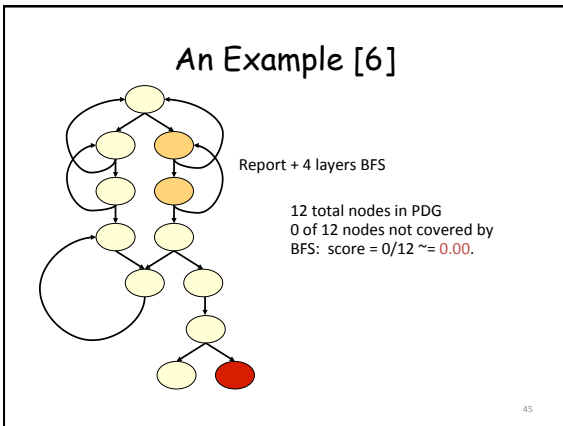 An Example [6]
Report + 4 layers BFS
12 total nodes in PDG
0 of 12 nodes not covered by
BFS: score = 0/12 ~= 0.00.
45